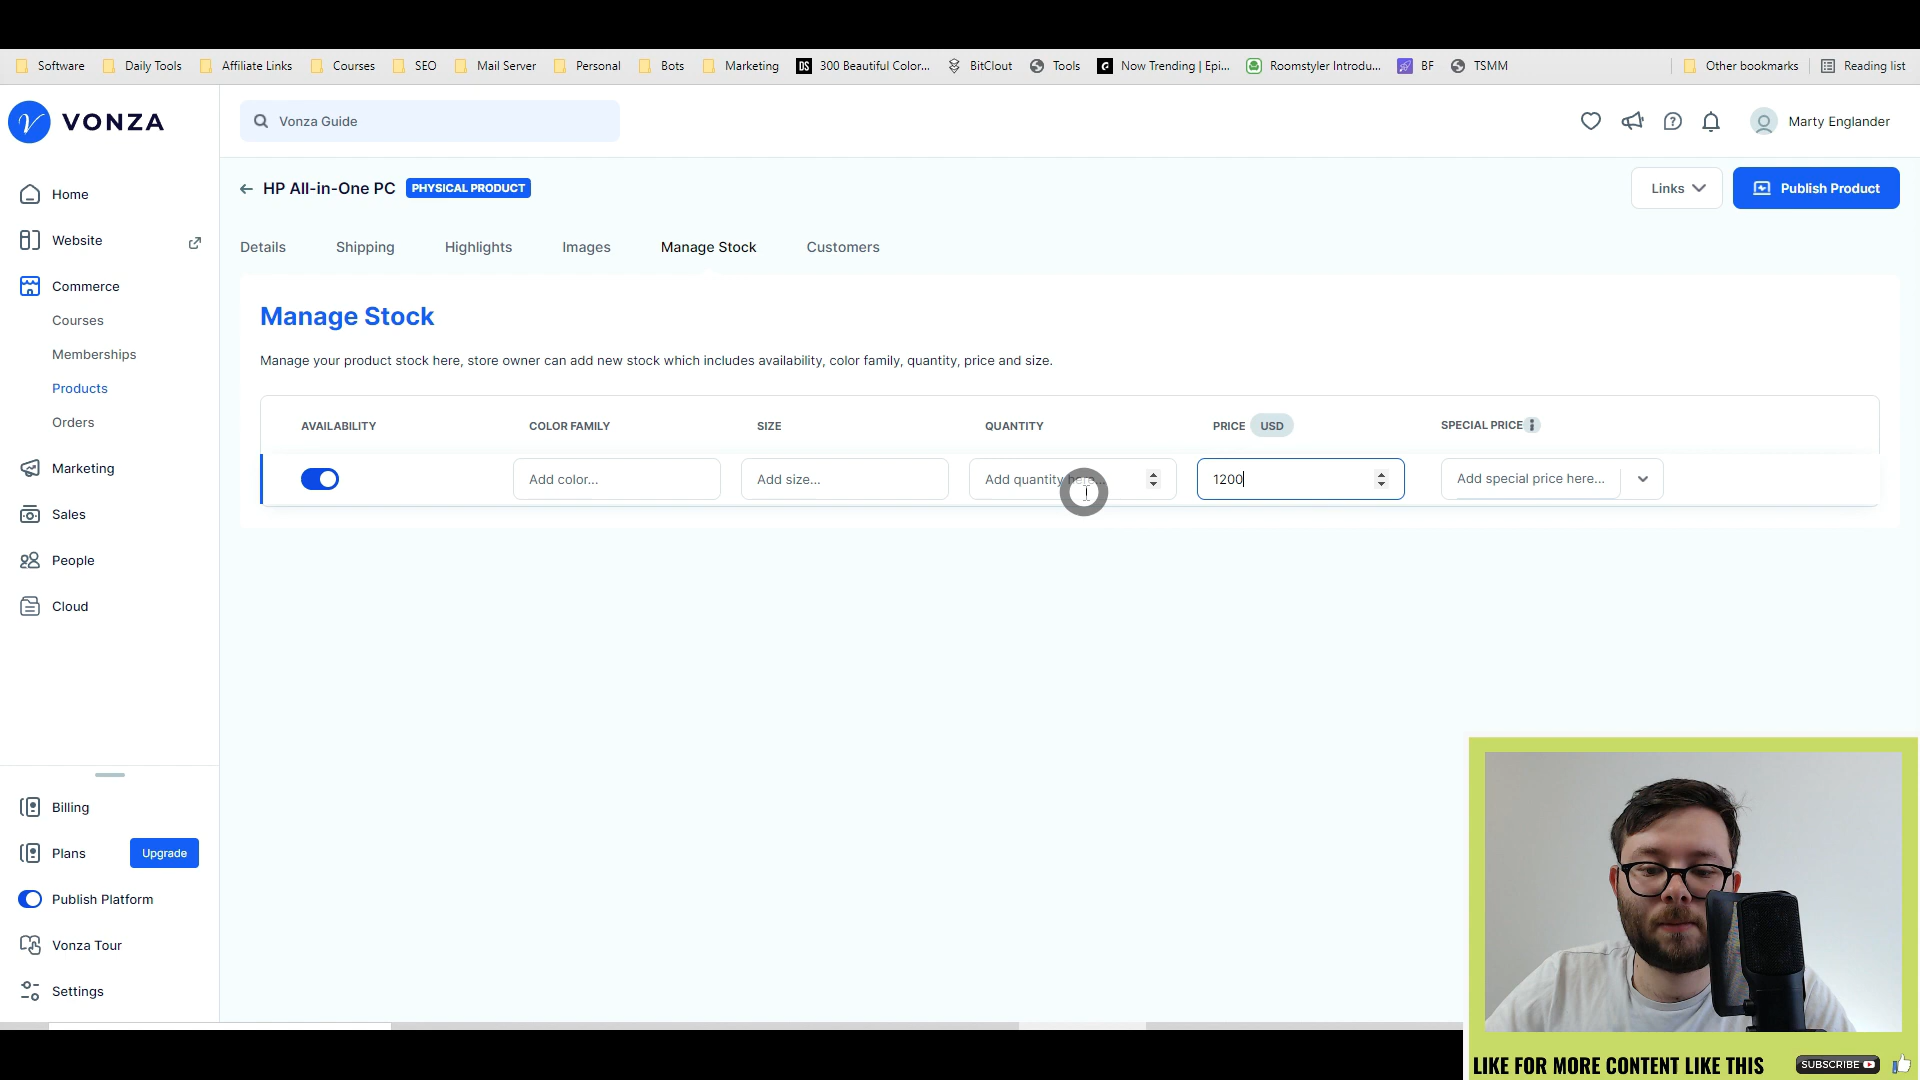 Software Daily Tools Affiliate Links Courses SEO Mail Server Personal Bots Marketing DS 300 Beautiful Color... BitClout Tools Now Trending | Epi... Roomstyler Introdu... BF TSMM Other bookmarks Reading list
VONZA
Vonza Guide
Marty Englander
Home
Website
Commerce
Courses
Memberships
Products
Orders
Marketing
Sales
People
Cloud
Billing
Plans Upgrade
Publish Platform
Vonza Tour
Settings
HP All-in-One PC PHYSICAL PRODUCT
Links Publish Product
Details Shipping Highlights Images Manage Stock Customers
Manage Stock
Manage your product stock here, store owner can add new stock which includes availability, color family, quantity, price and size.
AVAILABILITY COLOR FAMILY SIZE QUANTITY PRICE USD SPECIAL PRICE
Add color... Add size... Add quantity here... 1200 Add special price here...
LIKE FOR MORE CONTENT LIKE THIS SUBSCRIBE